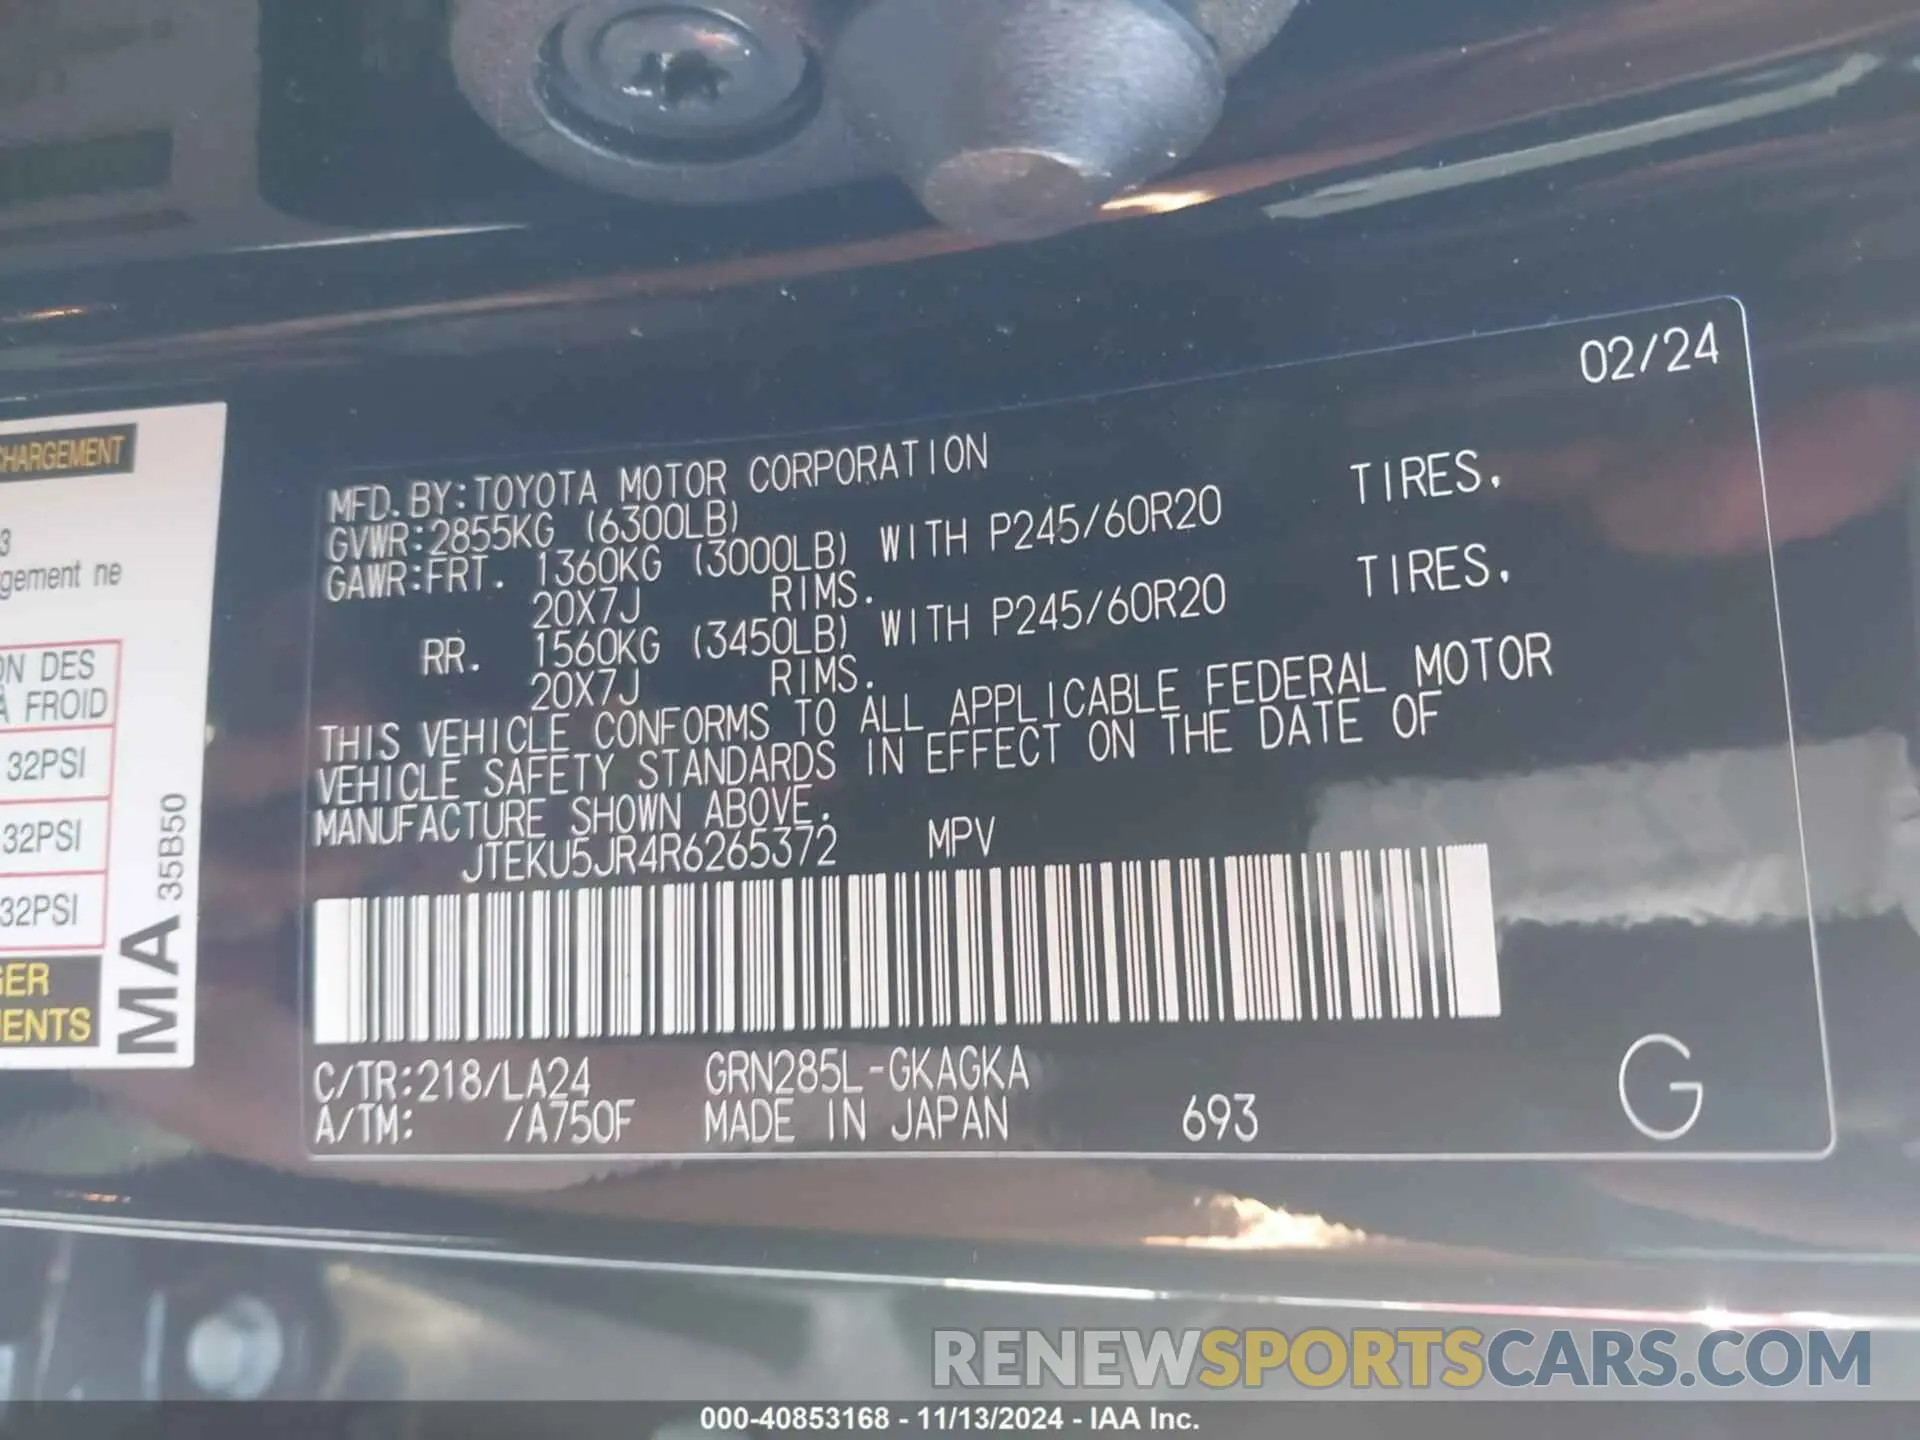 02/24
MFD.BY:TOYOTA MOTOR CORPORATION
GVWR:2855KG (6300LB)
GAWR:FRT. 1360KG (3000LB) WITH P245/60R20 TIRES.
20X7J RIMS.
RR. 1560KG (3450LB) WITH P245/60R20 TIRES.
20X7J RIMS.
THIS VEHICLE CONFORMS TO ALL APPLICABLE FEDERAL MOTOR
VEHICLE SAFETY STANDARDS IN EFFECT ON THE DATE OF
MANUFACTURE SHOWN ABOVE.
JTEKU5JR4R6265372 MPV
C/TR:218/LA24 GRN285L-GKAGKA
A/TM: /A750F MADE IN JAPAN 693 G
CHARGEMENT
3
gement ne
ON DES
À FROID
32PSI
32PSI
32PSI
GER
MENTS
MA 35B50
RENEWSPORTSCARS.COM
000-40853168 - 11/13/2024 - IAA Inc.